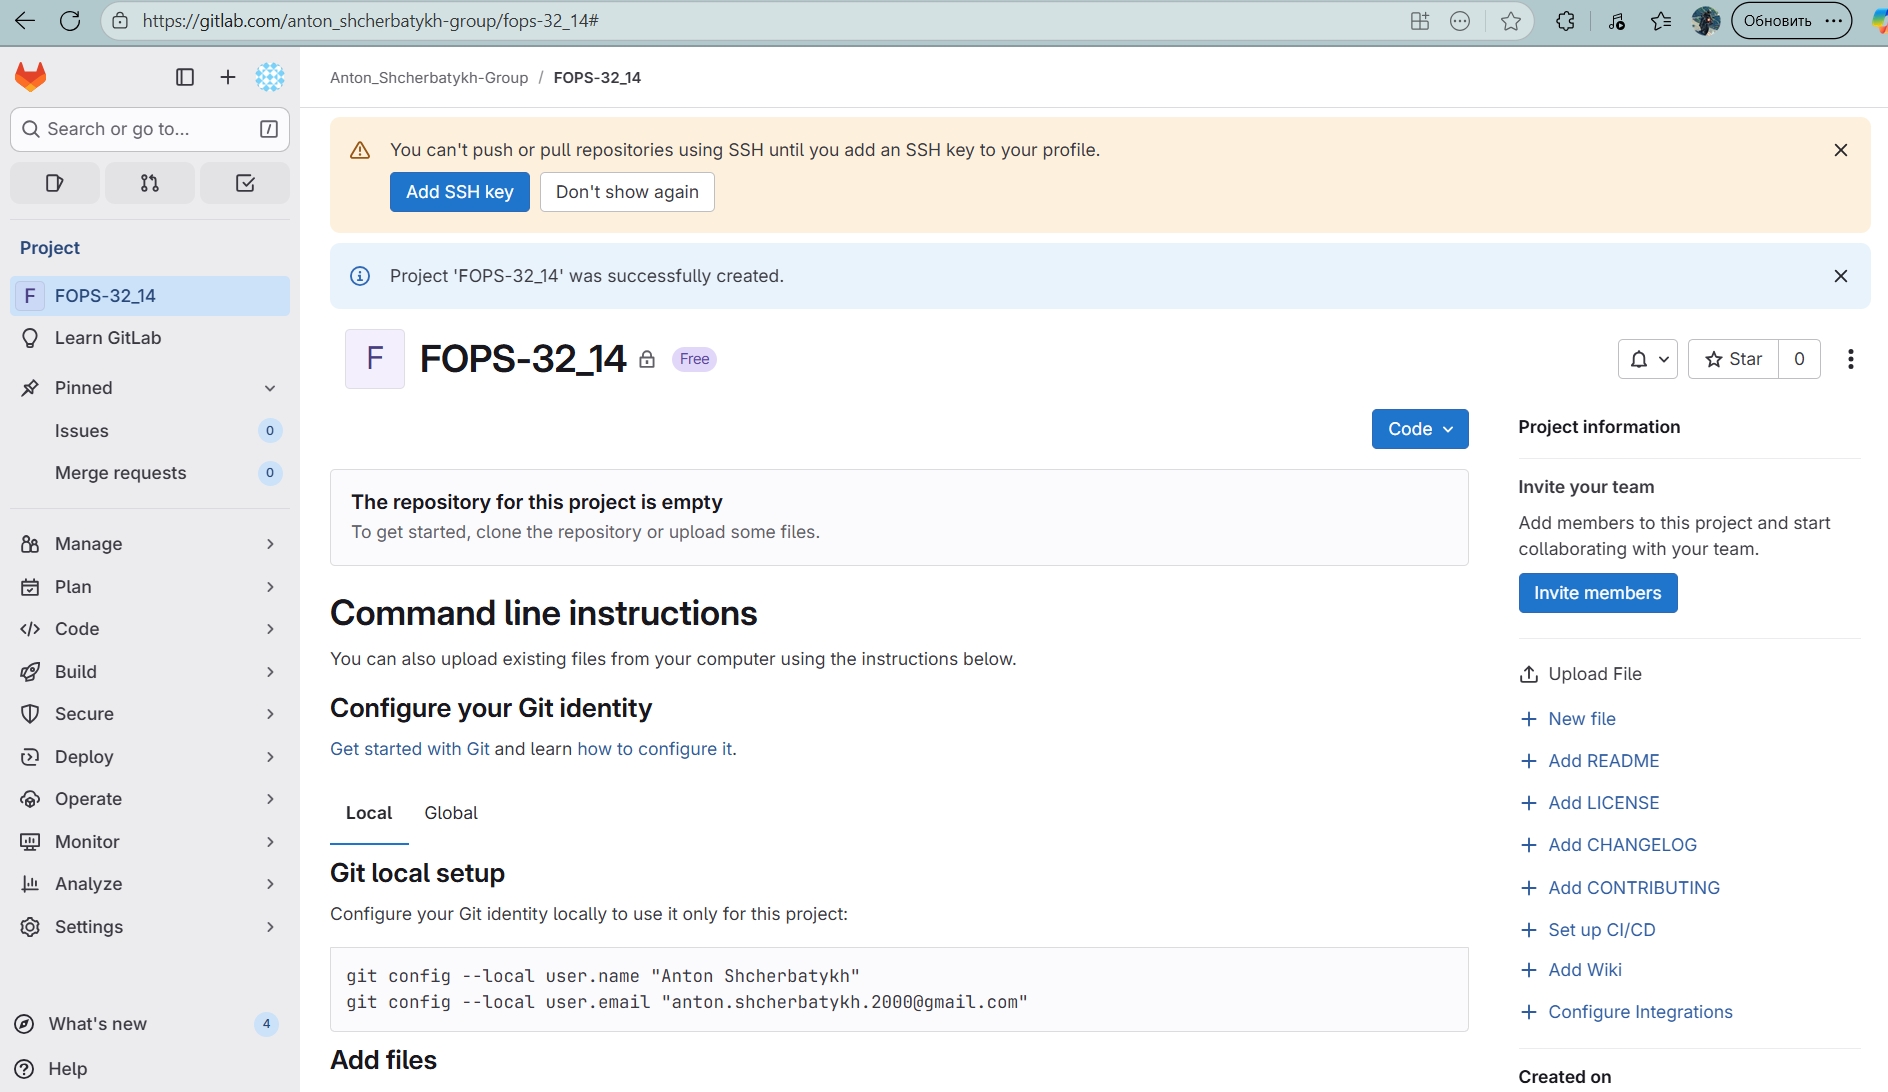 https://gitlab.com/anton_shcherbatykh-group/fops-32_14#
Обновить
Search or go to...
/
Project
F FOPS-32_14
Learn GitLab
Pinned
Issues 0
Merge requests 0
Manage
Plan
Code
Build
Secure
Deploy
Operate
Monitor
Analyze
Settings
What's new 4
Help
Anton_Shcherbatykh-Group / FOPS-32_14
You can't push or pull repositories using SSH until you add an SSH key to your profile.
Add SSH key Don't show again
Project 'FOPS-32_14' was successfully created.
F FOPS-32_14 Free
Star 0
Code
The repository for this project is empty
To get started, clone the repository or upload some files.
Command line instructions
You can also upload existing files from your computer using the instructions below.
Configure your Git identity
Get started with Git and learn how to configure it.
Local Global
Git local setup
Configure your Git identity locally to use it only for this project:
git config --local user.name "Anton Shcherbatykh"
git config --local user.email "anton.shcherbatykh.2000@gmail.com"
Add files
Project information
Invite your team
Add members to this project and start
collaborating with your team.
Invite members
Upload File
New file
Add README
Add LICENSE
Add CHANGELOG
Add CONTRIBUTING
Set up CI/CD
Add Wiki
Configure Integrations
Created on